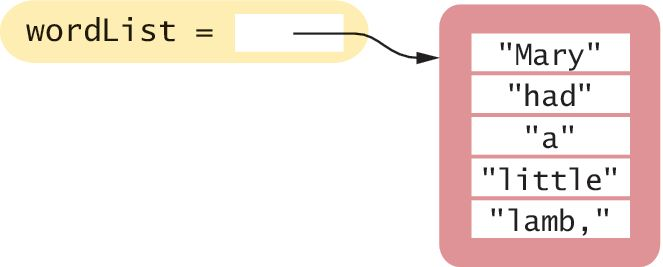 wordList =
"Mary"
"had"
"a"
"little"
"lamb,"